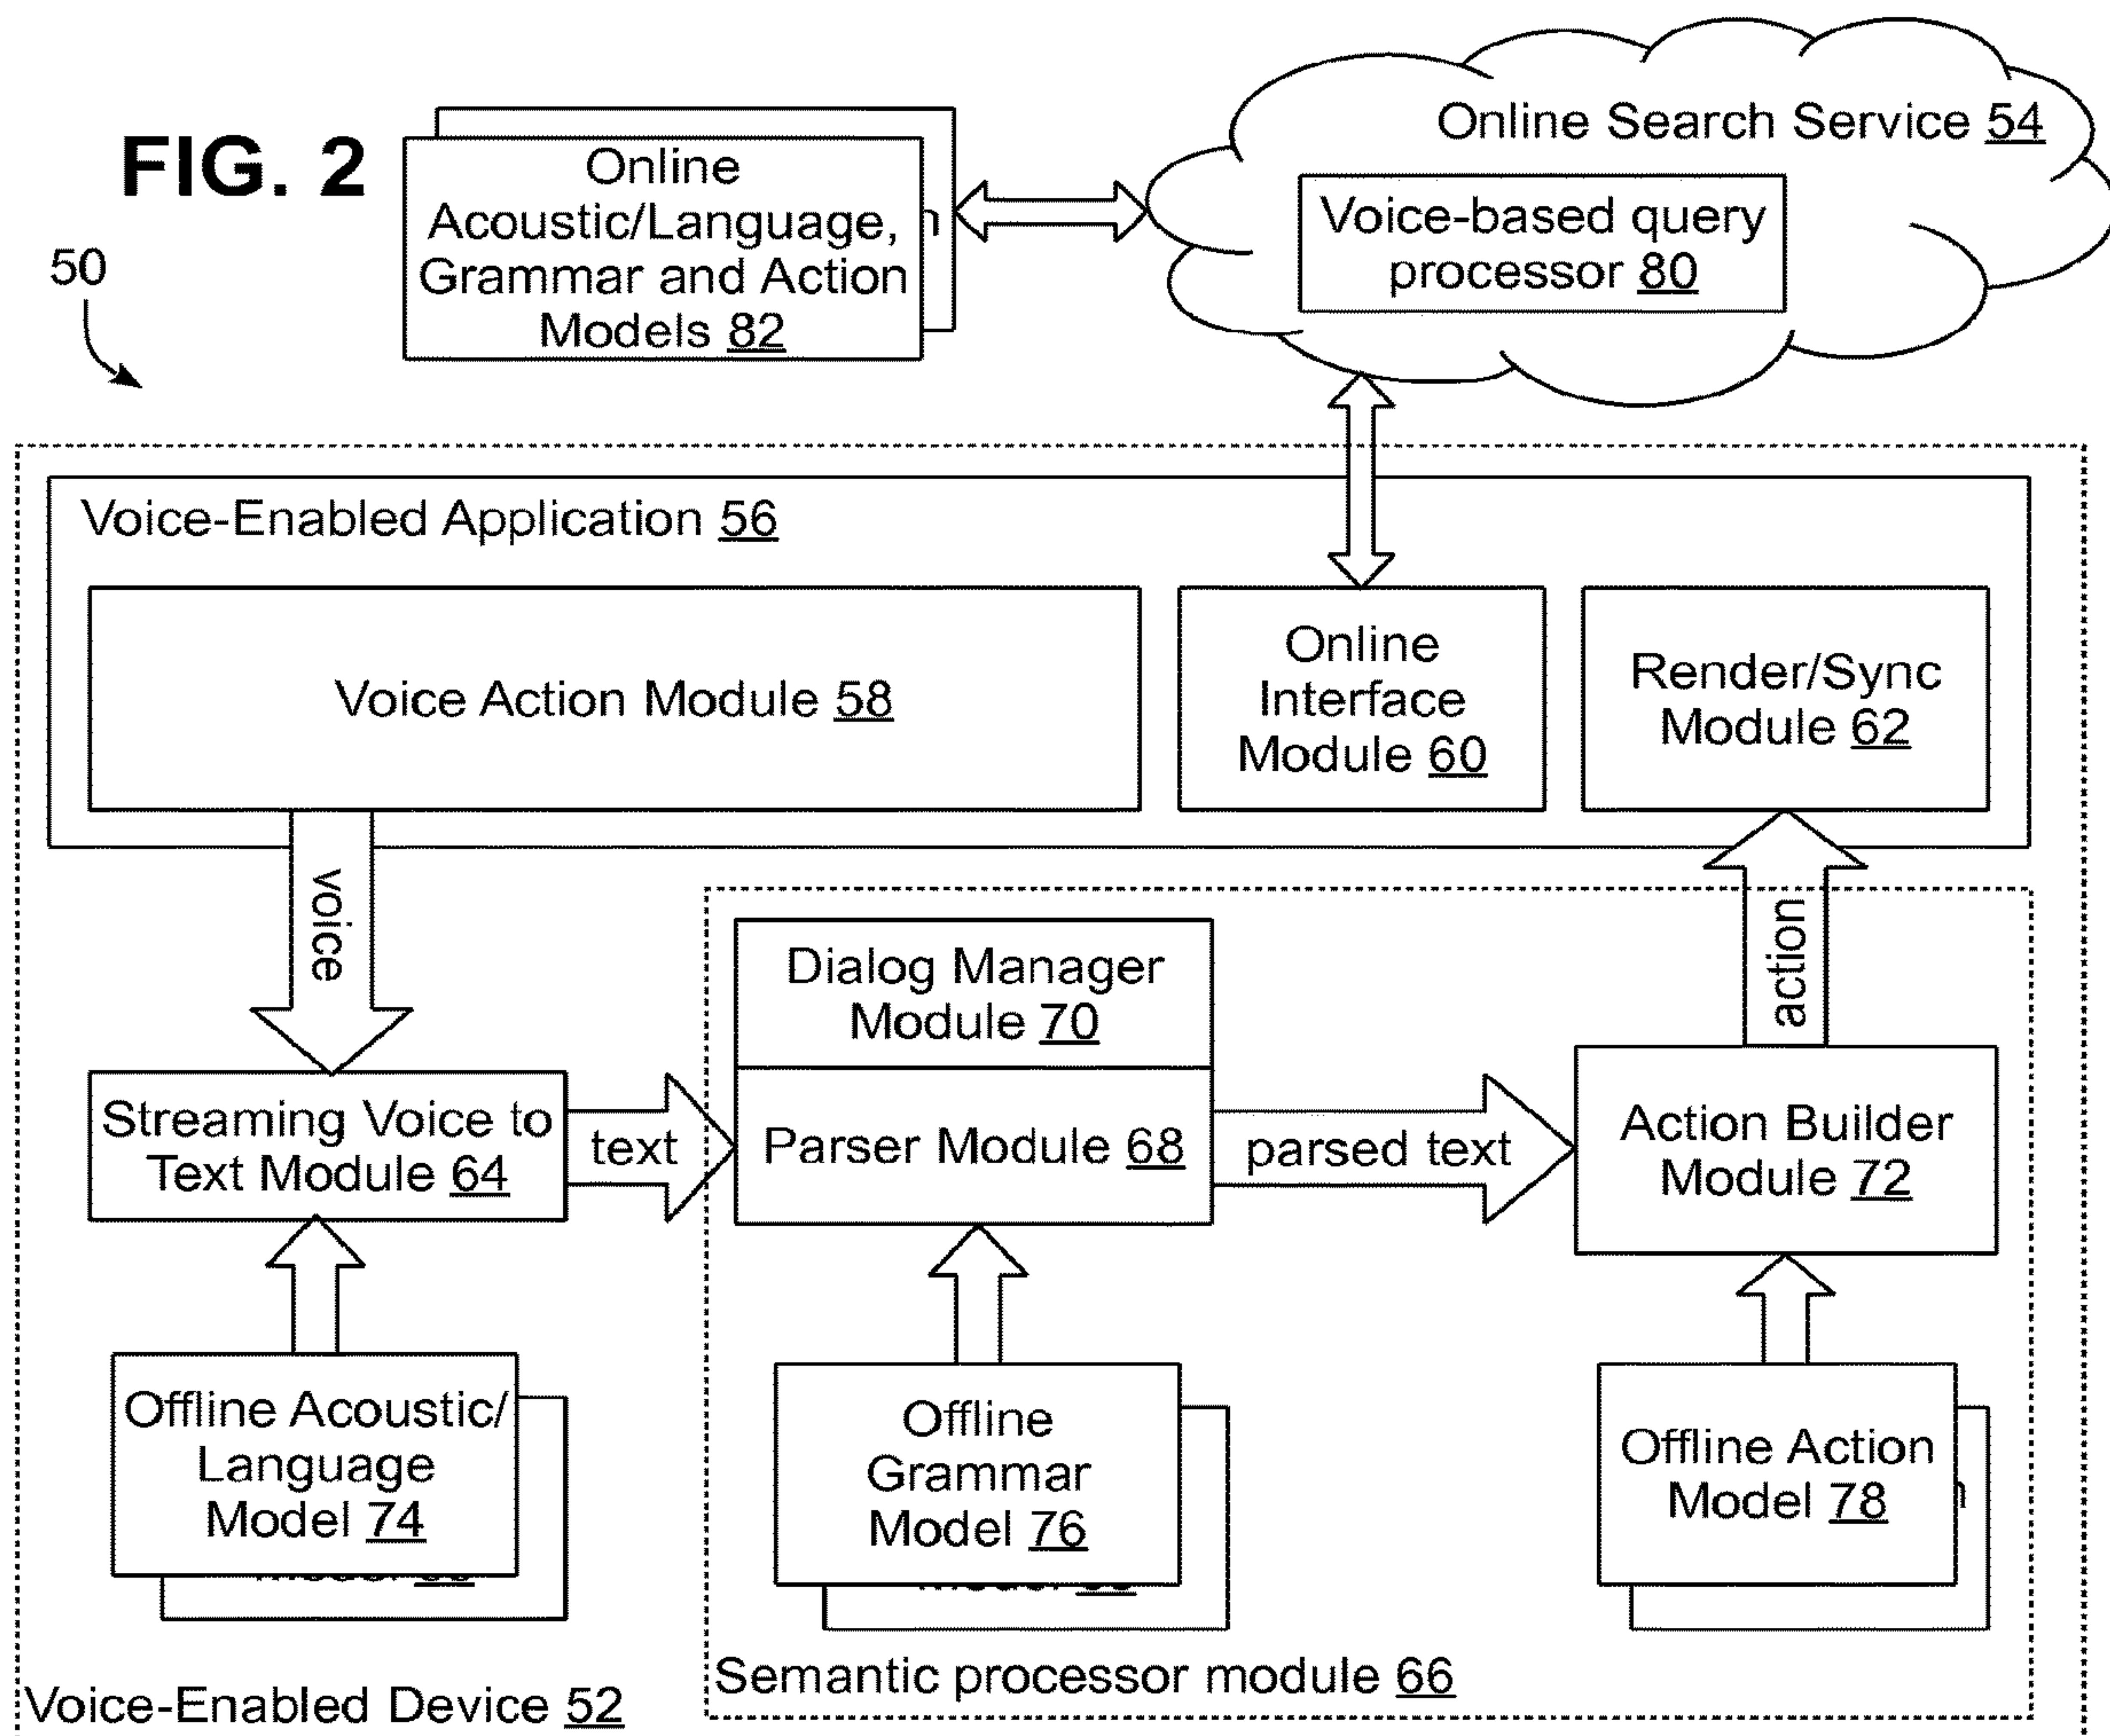 FIG. 2
50
Online
Acoustic/Language,
Grammar and Action
Models 82
Online Search Service 54
Voice-based query
processor 80
Voice-Enabled Application 56
Voice Action Module 58
Online
Interface
Module 60
Render/Sync
Module 62
voice
action
Dialog Manager
Module 70
Streaming Voice to
Text Module 64
text
Parser Module 68
parsed text
Action Builder
Module 72
Offline Acoustic/
Language
Model 74
Offline
Grammar
Model 76
Offline Action
Model 78
Semantic processor module 66
Voice-Enabled Device 52